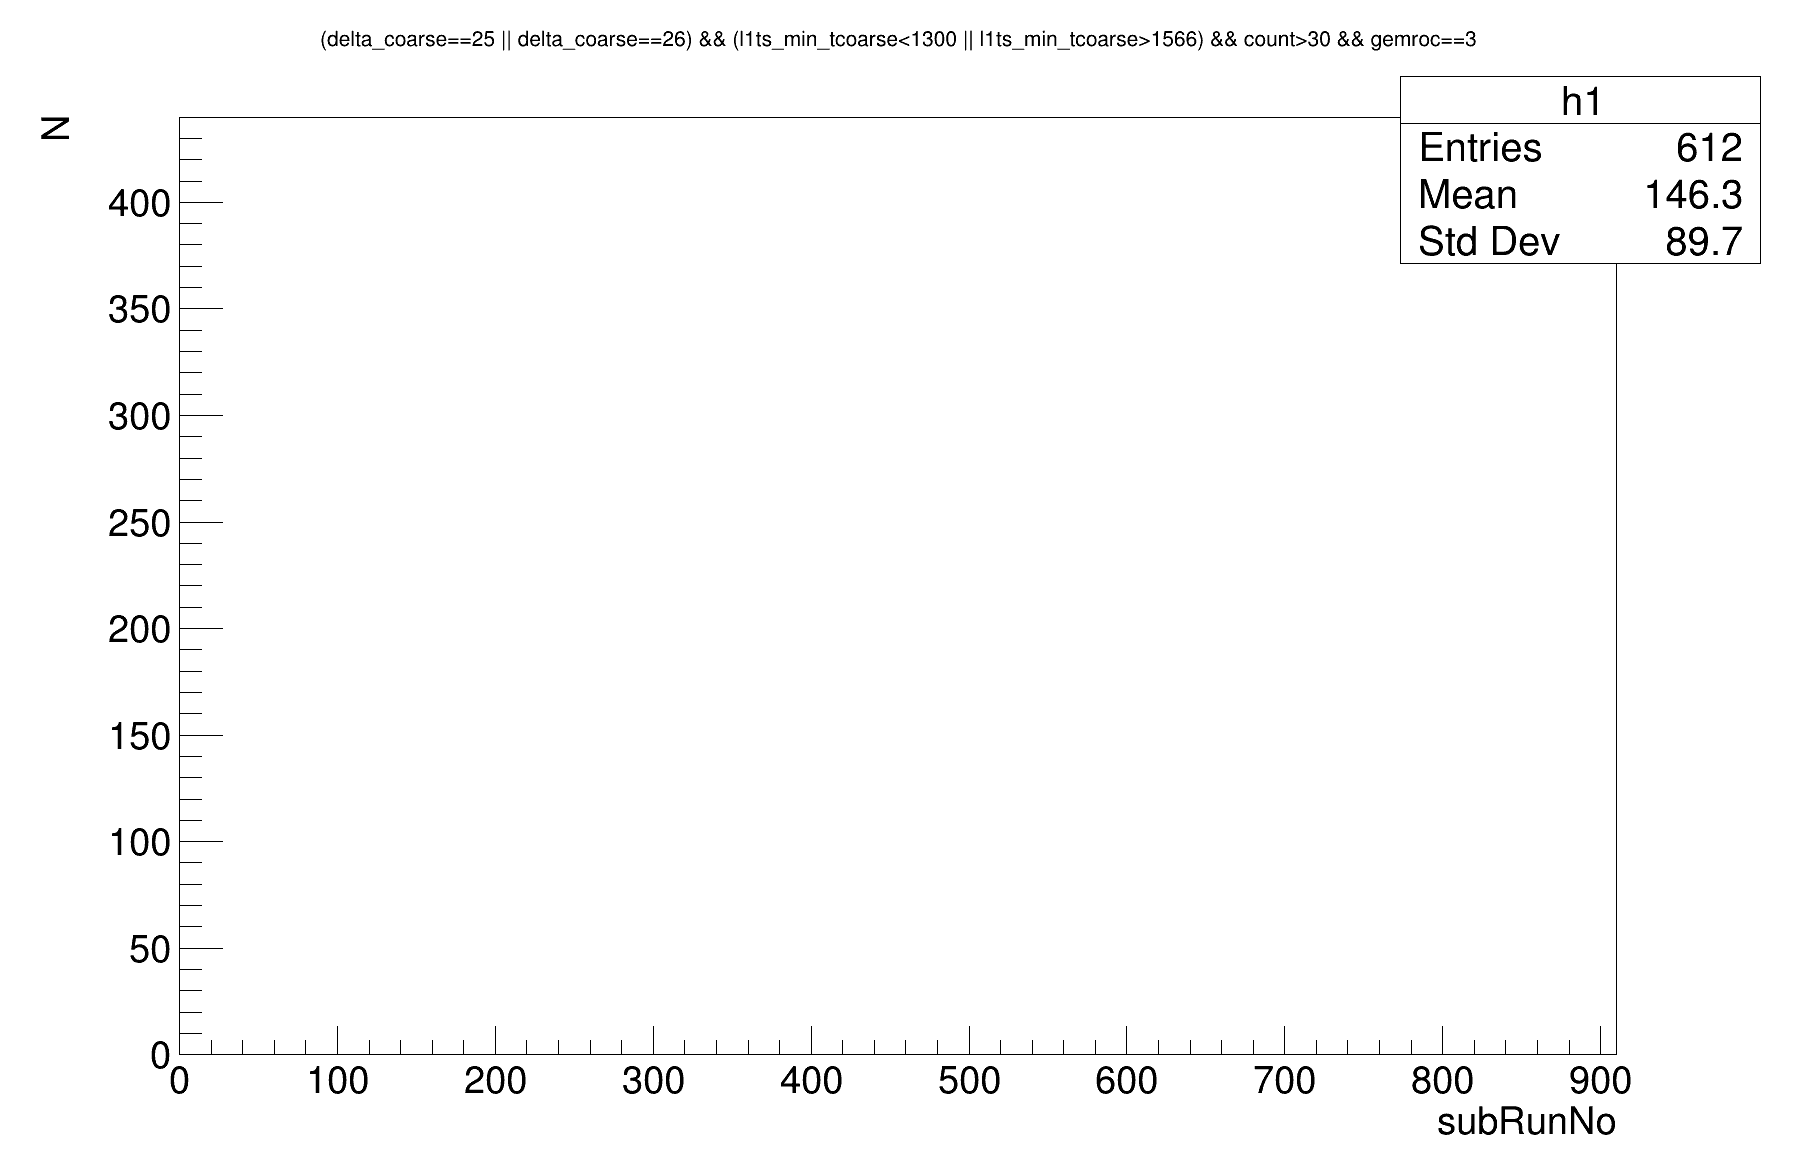 (delta_coarse==25 || delta_coarse==26) && (l1ts_min_tcoarse<1300 || l1ts_min_tcoarse>1566) && count>30 && gemroc==3
N
h1
Entries 612
Mean 146.3
Std Dev 89.7
400
350
300
250
200
150
100
50
0
0 100 200 300 400 500 600 700 800 900
subRunNo